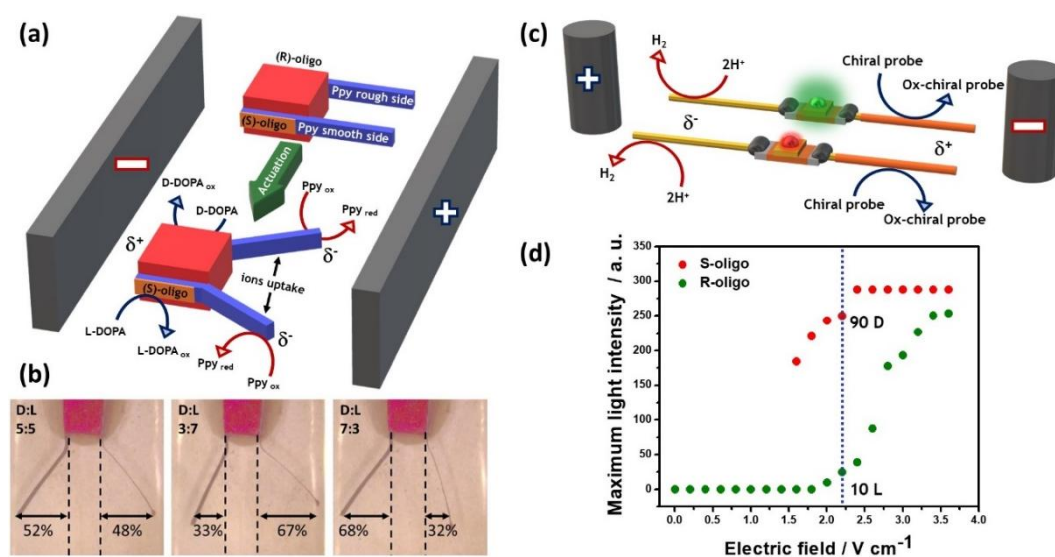 (a)
(R)-oligo
Ppy rough side
(S)-oligo
Ppy smooth side
Actuation
D-DOPA ox
D-DOPA
Ppy ox
Ppy red
δ+
δ-
ions uptake
(S)-oligo
δ-
L-DOPA
L-DOPA ox
Ppy red
Ppy ox
−
+
(b)
D:L
5:5
52%
48%
D:L
3:7
33%
67%
D:L
7:3
68%
32%
(c)
+
H2
2H+
Chiral probe
Ox-chiral probe
δ-
δ+
−
H2
2H+
Chiral probe
Ox-chiral probe
(d)
Maximum light intensity / a. u.
350
300
250
200
150
100
50
0
S-oligo
R-oligo
90 D
10 L
0.0 0.5 1.0 1.5 2.0 2.5 3.0 3.5 4.0
Electric field / V cm-1